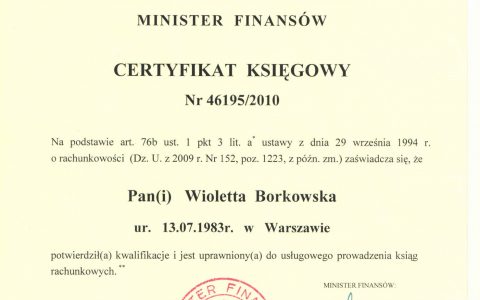 MINISTER FINANSÓW
CERTYFIKAT KSIĘGOWY
Nr 46195/2010
Na podstawie art. 76b ust. 1 pkt 3 lit. a* ustawy z dnia 29 września 1994 r.
o rachunkowości (Dz. U. z 2009 r. Nr 152, poz. 1223, z późn. zm.) zaświadcza się, że
Pan(i) Wioletta Borkowska
ur. 13.07.1983r. w Warszawie
potwierdził(a) kwalifikacje i jest uprawniony(a) do usługowego prowadzenia ksiąg
rachunkowych.**
MINISTER FINANSÓW: